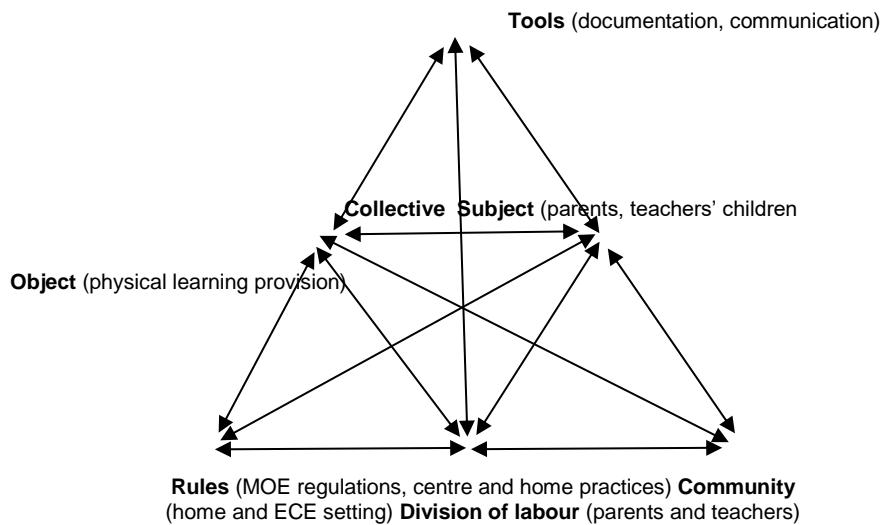 Tools (documentation, communication)
Collective Subject (parents, teachers’ children
Object (physical learning provision)
Rules (MOE regulations, centre and home practices) Community
(home and ECE setting) Division of labour (parents and teachers)